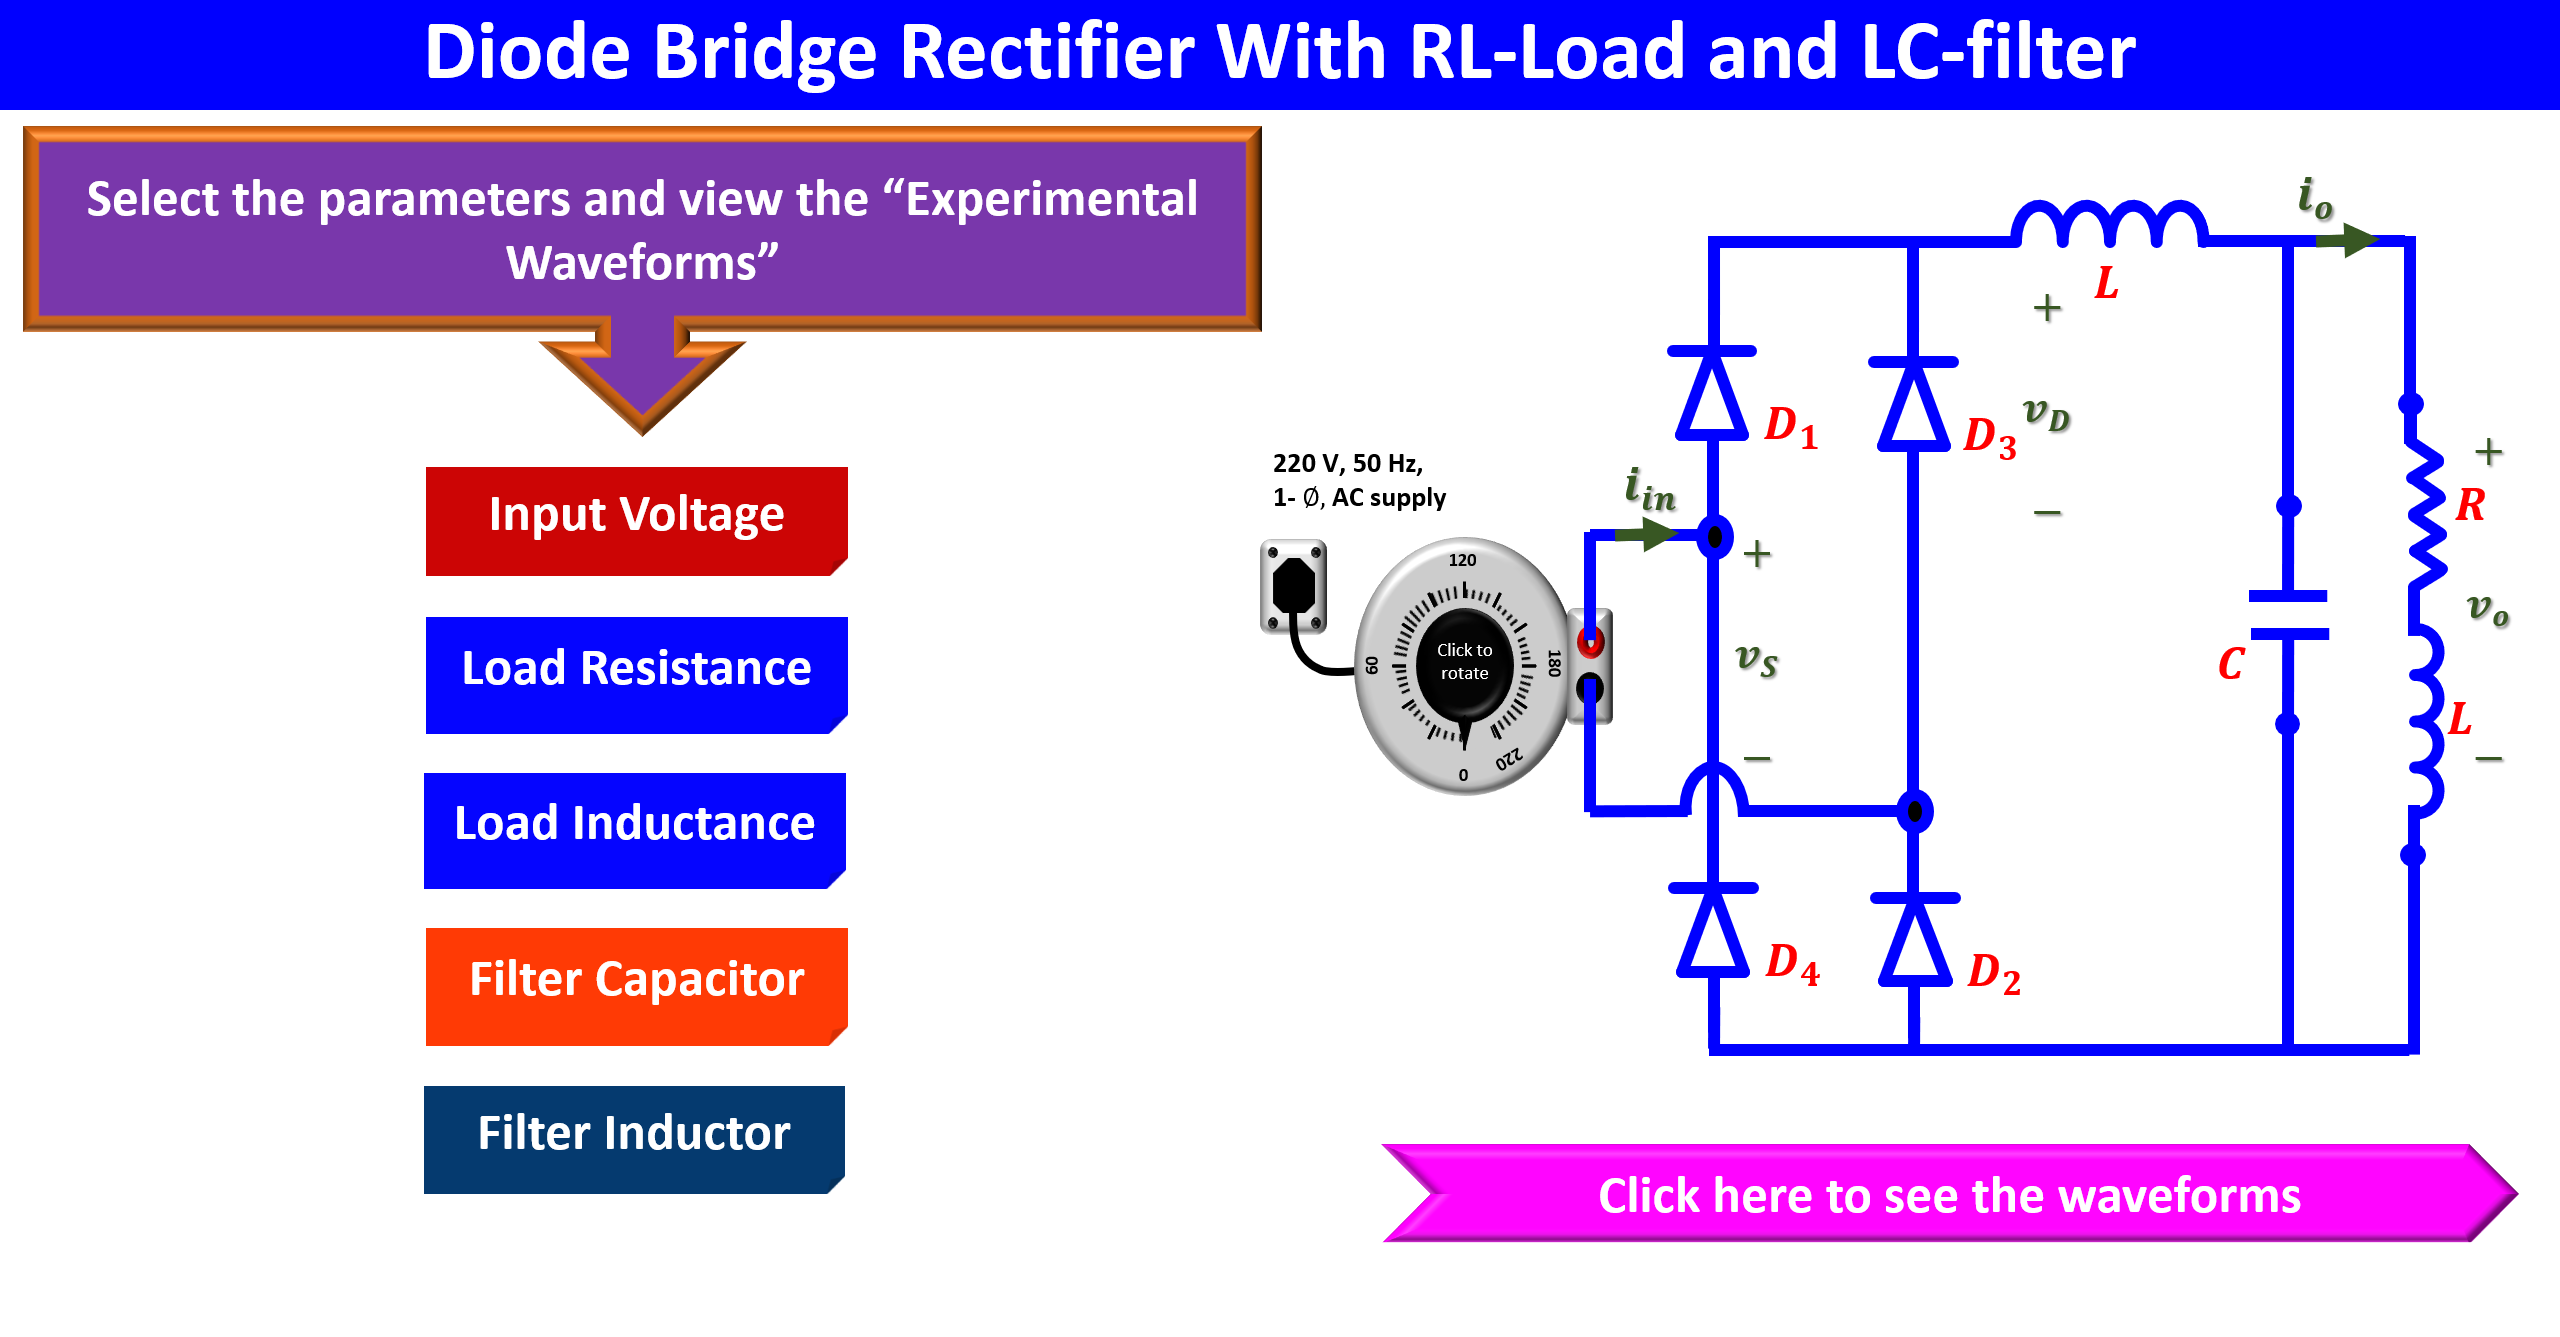 Diode Bridge Rectifier With RL-Load and LC-filter
Select the parameters and view the “Experimental
Waveforms”
Input Voltage
Load Resistance
Load Inductance
Filter Capacitor
Filter Inductor
220 V, 50 Hz,
1- Ø, AC supply
120
60
180
0
220
Click to
rotate
i_in
+
v_S
−
D_1
D_3
D_4
D_2
L
+
v_D
−
i_o
C
+
R
v_o
L
−
Click here to see the waveforms